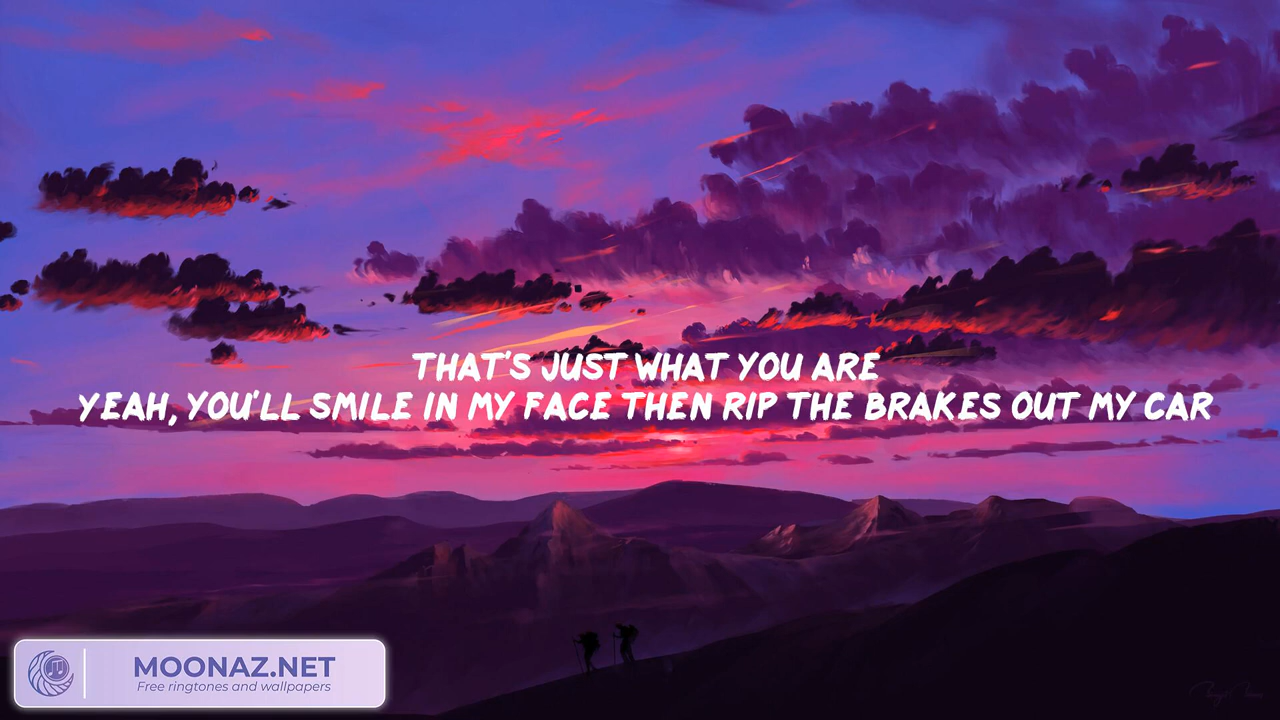 THAT'S JUST WHAT YOU ARE
YEAH, YOU'LL SMILE IN MY FACE THEN RIP THE BRAKES OUT MY CAR
MOONAZ.NET
Free ringtones and wallpapers